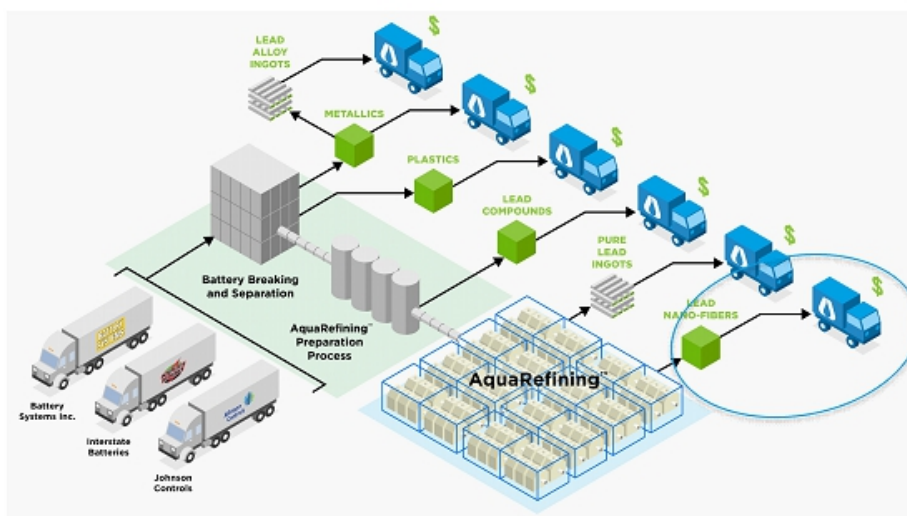 LEAD
ALLOY
INGOTS
$
METALLICS
$
PLASTICS
$
LEAD
COMPOUNDS
$
PURE
LEAD
INGOTS
$
LEAD
NANO-FIBERS
$
Battery Breaking
and Separation
AquaRefining™
Preparation
Process
AquaRefining™
Battery
Systems Inc.
Interstate
Batteries
Johnson
Controls